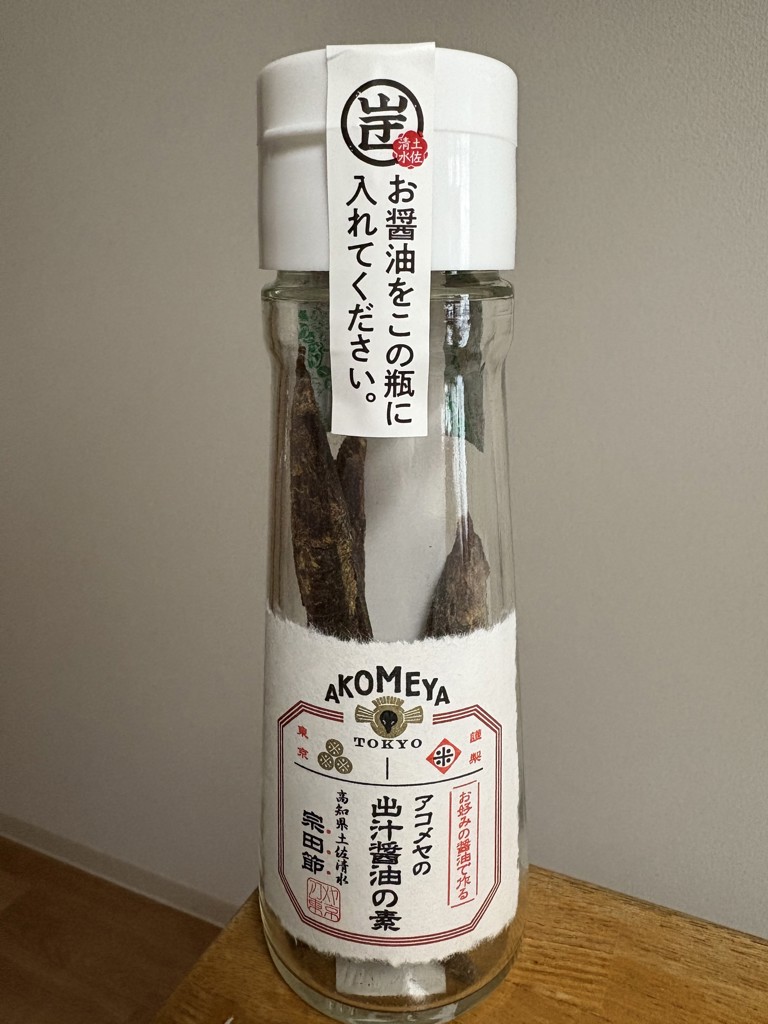 土佐
清水
お醤油をこの瓶に
入れてください。
AKOMEYA
TOKYO
謹製
東京
米
お好みの醤油で作る
アコメヤの
出汁醤油の素
高知県土佐清水
宗田節